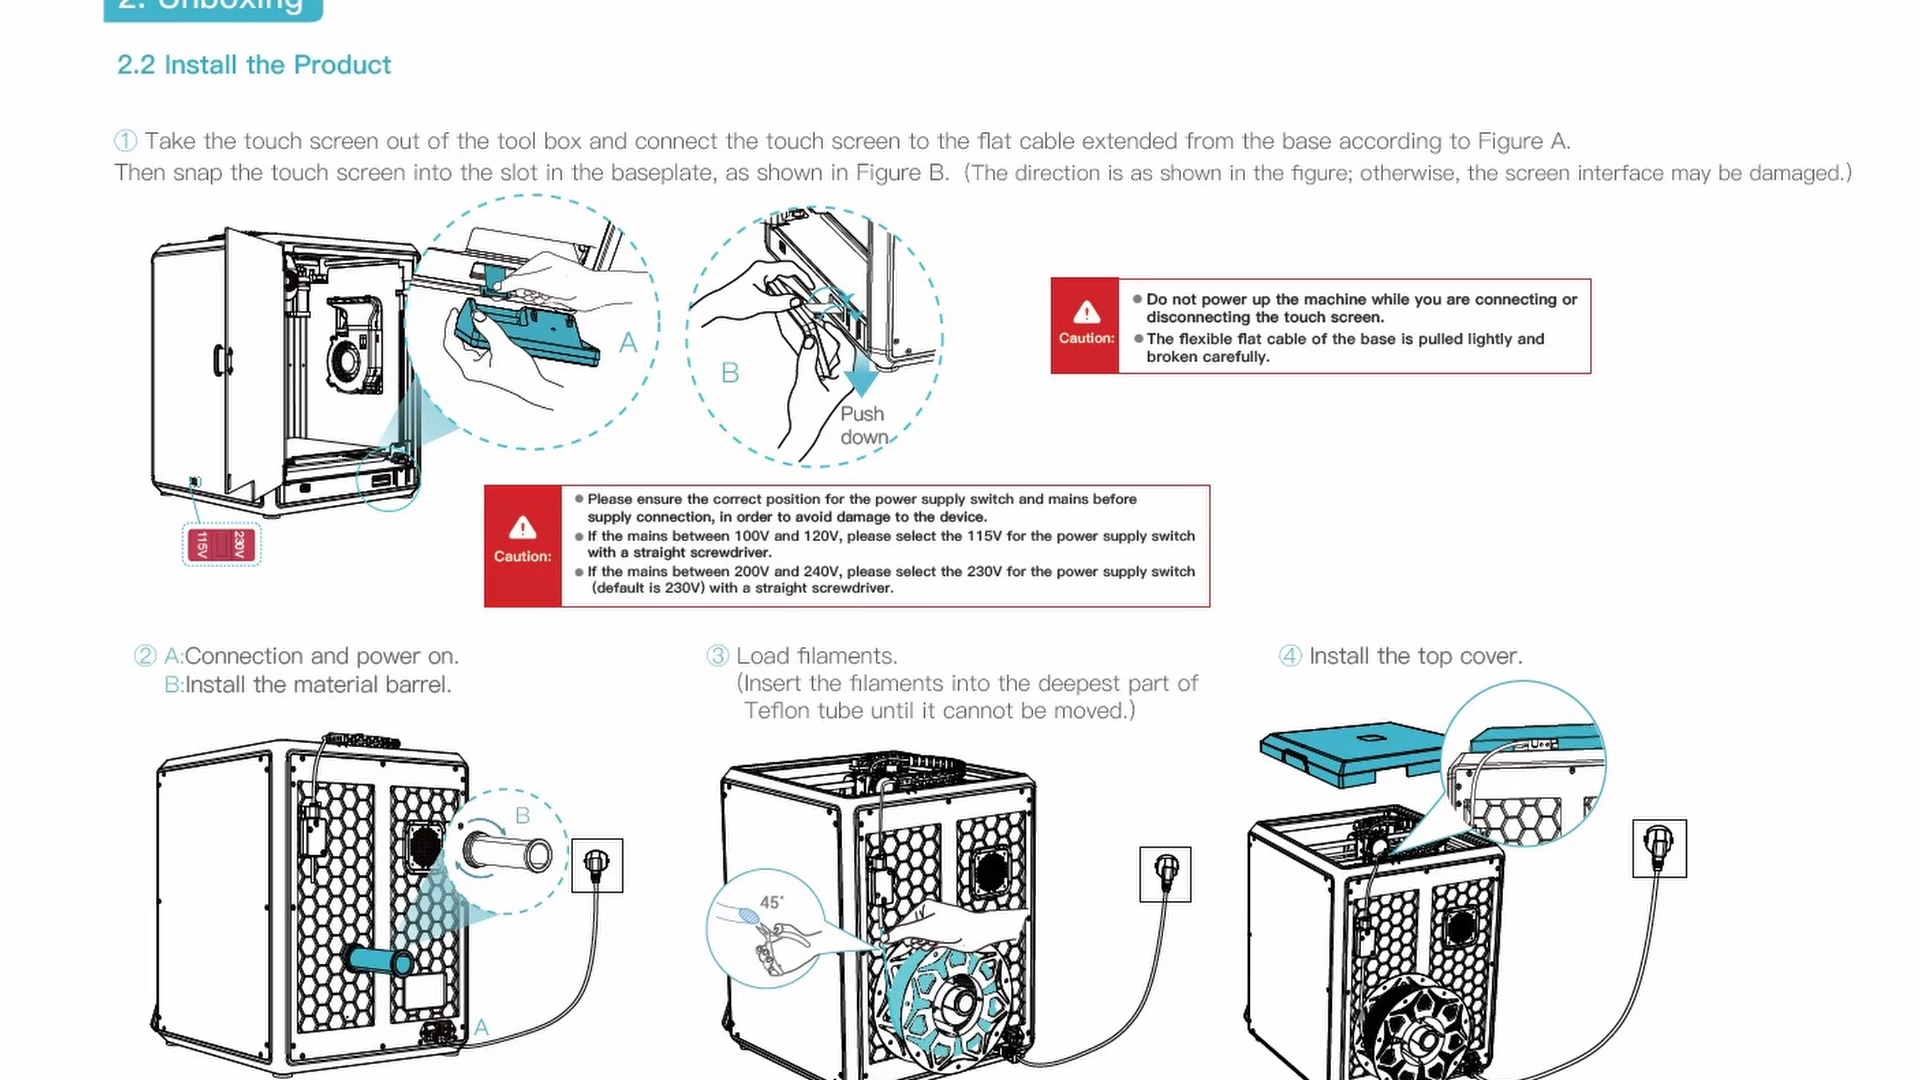 2. Unboxing
2.2 Install the Product
① Take the touch screen out of the tool box and connect the touch screen to the flat cable extended from the base according to Figure A.
Then snap the touch screen into the slot in the baseplate, as shown in Figure B. (The direction is as shown in the figure; otherwise, the screen interface may be damaged.)
A
B
Push
down
Caution:
● Do not power up the machine while you are connecting or
disconnecting the touch screen.
● The flexible flat cable of the base is pulled lightly and
broken carefully.
115V
230V
Caution:
● Please ensure the correct position for the power supply switch and mains before
supply connection, in order to avoid damage to the device.
● If the mains between 100V and 120V, please select the 115V for the power supply switch
with a straight screwdriver.
● If the mains between 200V and 240V, please select the 230V for the power supply switch
(default is 230V) with a straight screwdriver.
② A:Connection and power on.
B:Install the material barrel.
B
A
③ Load filaments.
(Insert the filaments into the deepest part of
Teflon tube until it cannot be moved.)
45°
④ Install the top cover.